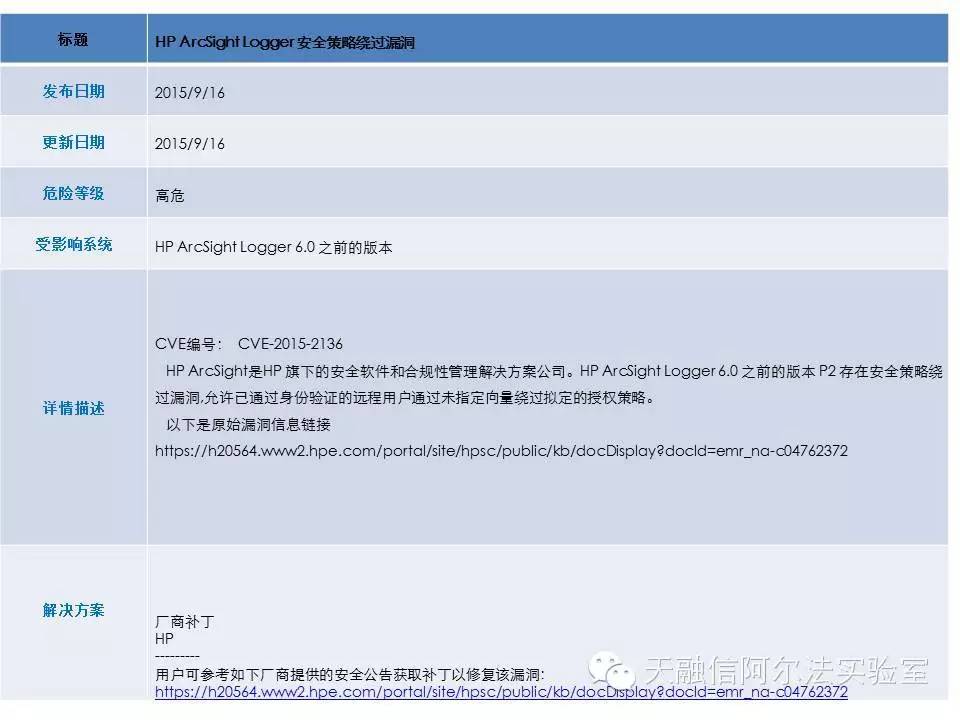 标题 HP ArcSight Logger 安全策略绕过漏洞
发布日期 2015/9/16
更新日期 2015/9/16
危险等级 高危
受影响系统 HP ArcSight Logger 6.0 之前的版本
详情描述
CVE编号： CVE-2015-2136
HP ArcSight是HP 旗下的安全软件和合规性管理解决方案公司。HP ArcSight Logger 6.0 之前的版本 P2 存在安全策略绕
过漏洞,允许已通过身份验证的远程用户通过未指定向量绕过拟定的授权策略。
以下是原始漏洞信息链接
https://h20564.www2.hpe.com/portal/site/hpsc/public/kb/docDisplay?docId=emr_na-c04762372
解决方案
厂商补丁
HP
---------
用户可参考如下厂商提供的安全公告获取补丁以修复该漏洞：
https://h20564.www2.hpe.com/portal/site/hpsc/public/kb/docDisplay?docId=emr_na-c04762372
天融信阿尔法实验室